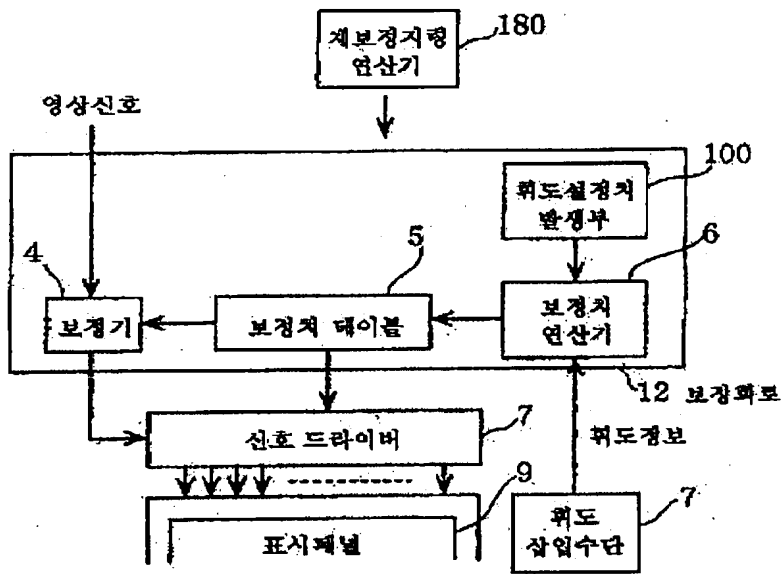 재보정지령
연산기
180
영상신호
휘도설정치
발생부
100
4
보정기
5
보정치 테이블
6
보정치
연산기
12 보장화로
신호 드라이버
7
휘도정보
9
표시패널
휘도
삽입수단
7